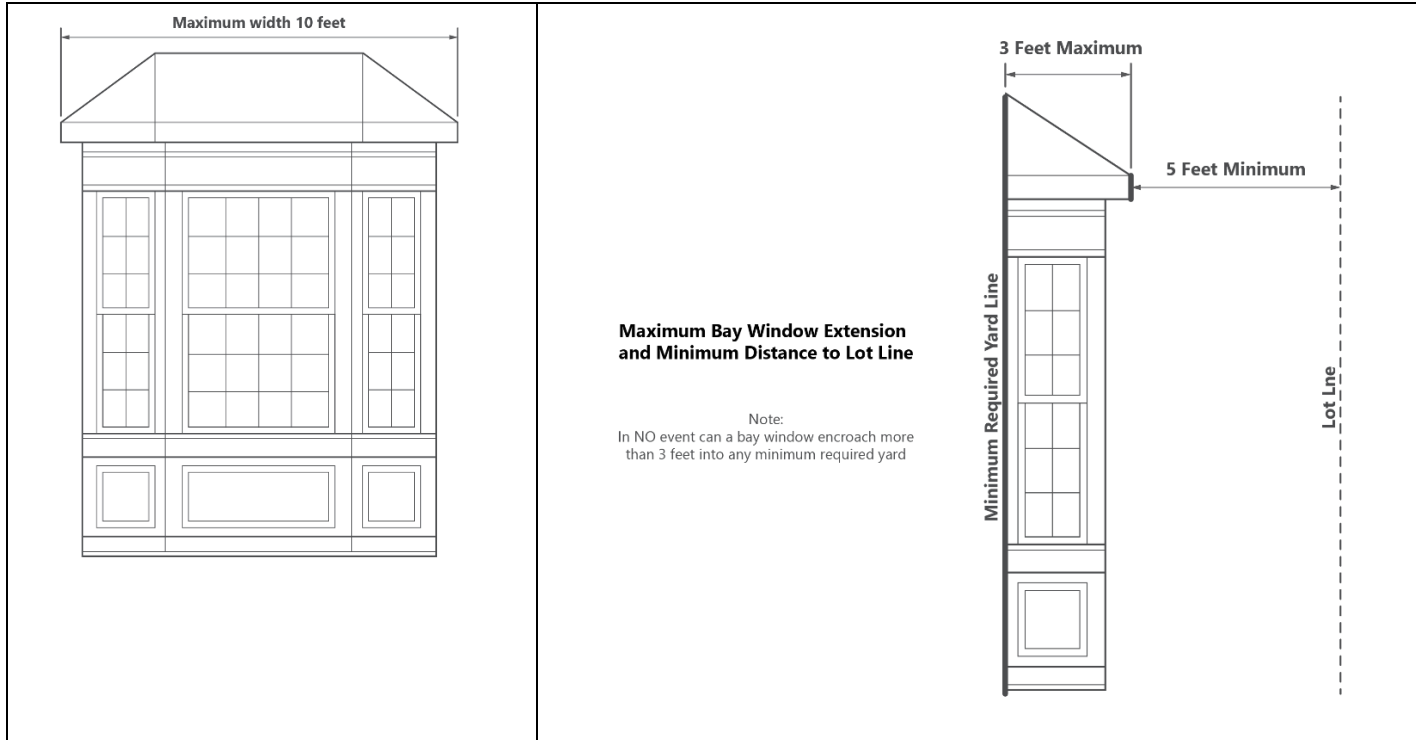 Maximum width 10 feet
3 Feet Maximum
5 Feet Minimum
Maximum Bay Window Extension
and Minimum Distance to Lot Line
Note:
In NO event can a bay window encroach more
than 3 feet into any minimum required yard
Minimum Required Yard Line
Lot Lne